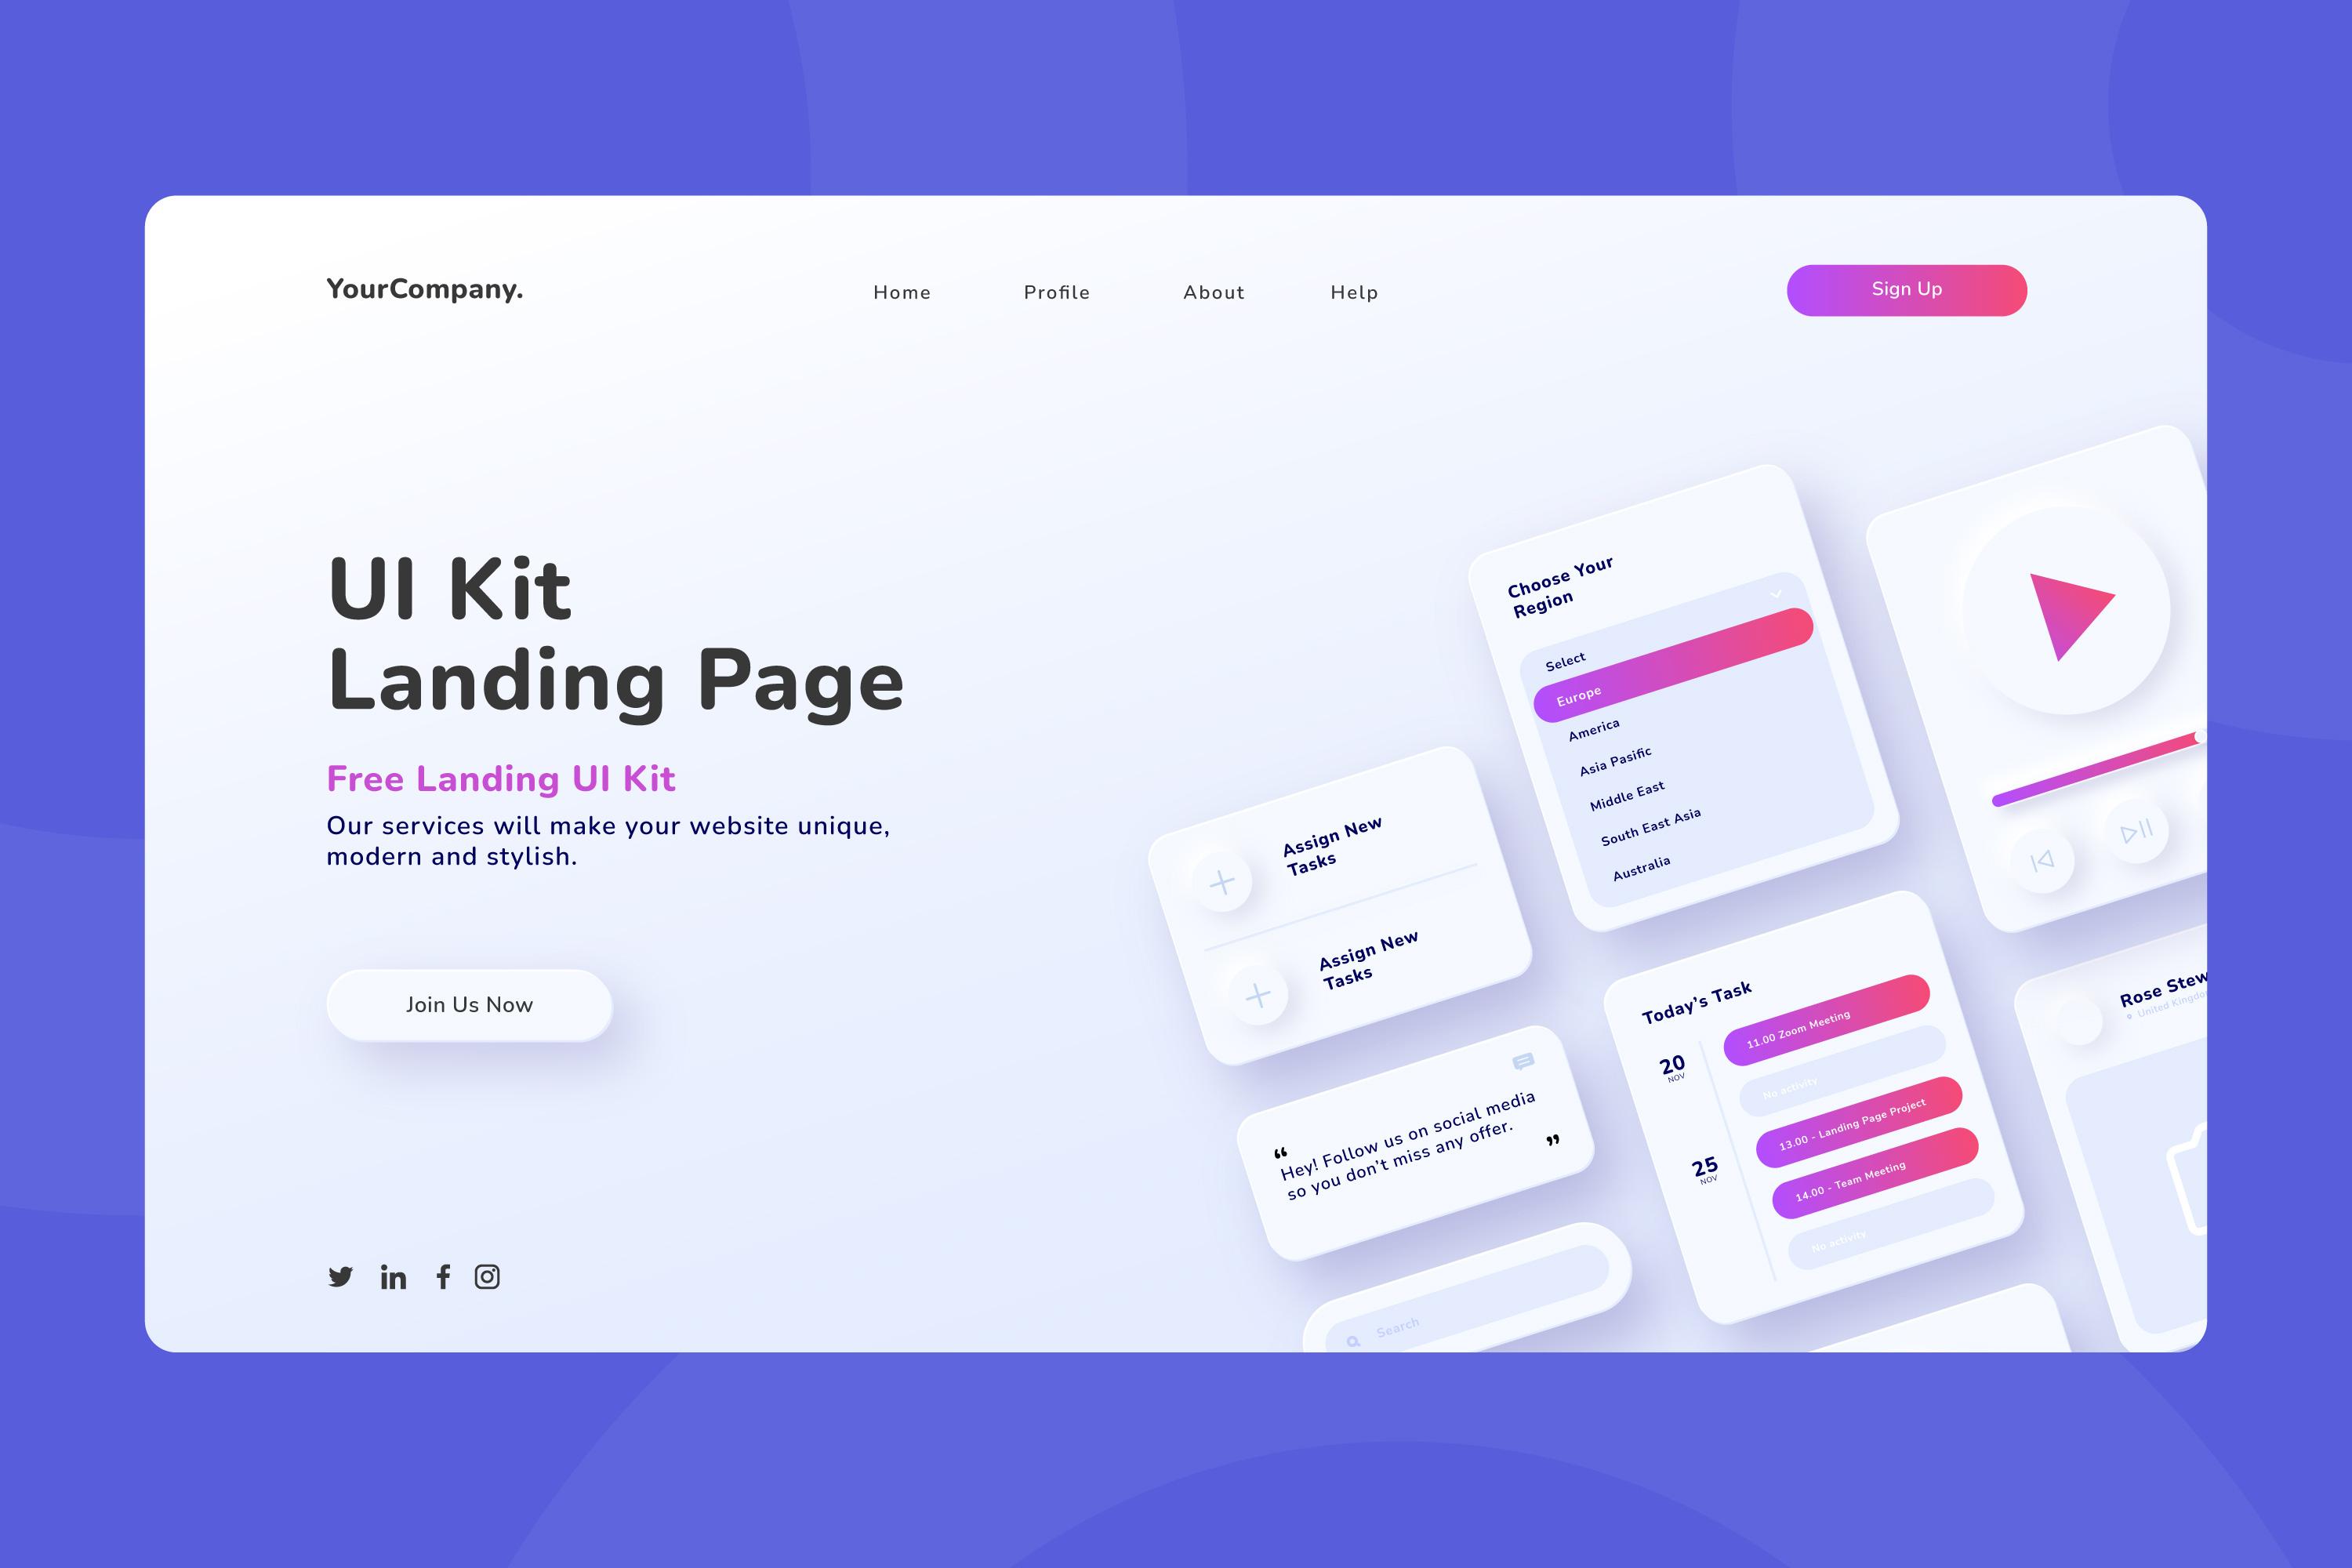 YourCompany.
Home
Profile
About
Help
Sign Up
UI Kit
Landing Page
Free Landing UI Kit
Our services will make your website unique,
modern and stylish.
Join Us Now
Choose Your
Region
Select
Europe
America
Asia Pasific
Middle East
South East Asia
Australia
Assign New
Tasks
Assign New
Tasks
“
Hey! Follow us on social media
so you don’t miss any offer.
”
Search
Today’s Task
20
NOV
11.00 Zoom Meeting
No activity
13.00 - Landing Page Project
25
NOV
14.00 - Team Meeting
No activity
Rose Stew
United Kingdo